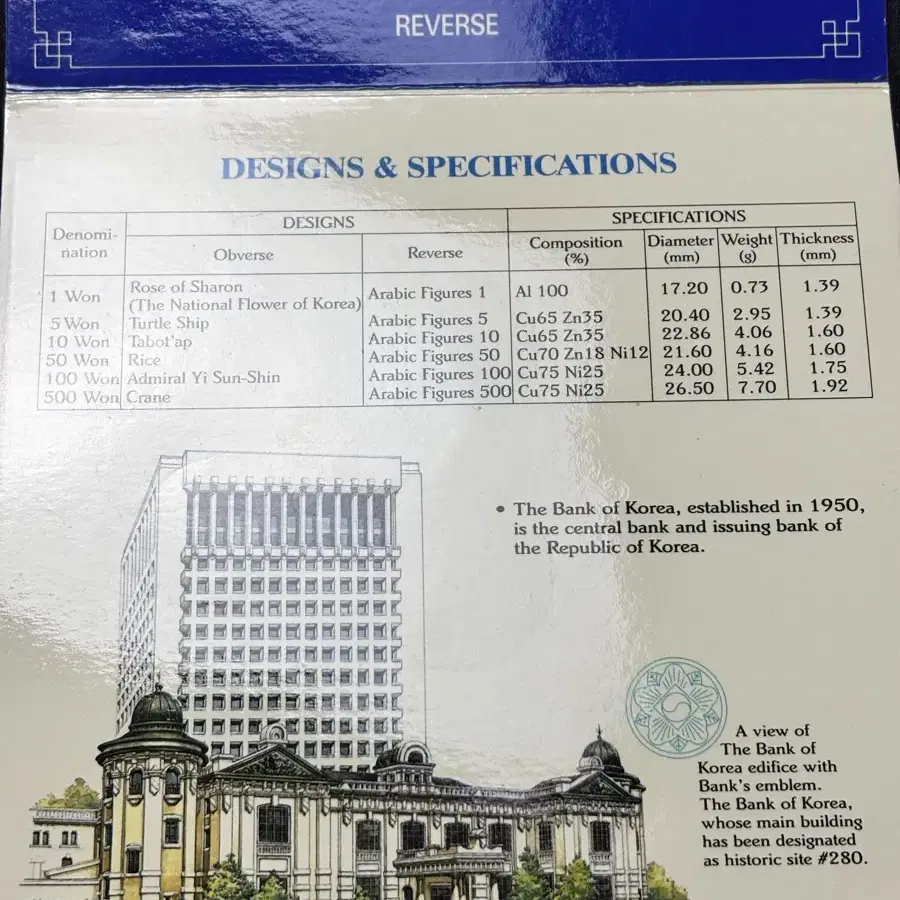 REVERSE
DESIGNS & SPECIFICATIONS
Denomi-
nation
DESIGNS
SPECIFICATIONS
Obverse
Reverse
Composition
(%)
Diameter
(mm)
Weight
(g)
Thickness
(mm)
1 Won
Rose of Sharon
(The National Flower of Korea)
Arabic Figures 1
Al 100
17.20
0.73
1.39
5 Won Turtle Ship Arabic Figures 5 Cu65 Zn35 20.40 2.95 1.39
10 Won Tabot'ap Arabic Figures 10 Cu65 Zn35 22.86 4.06 1.60
50 Won Rice Arabic Figures 50 Cu70 Zn18 Ni12 21.60 4.16 1.60
100 Won Admiral Yi Sun-Shin Arabic Figures 100 Cu75 Ni25 24.00 5.42 1.75
500 Won Crane Arabic Figures 500 Cu75 Ni25 26.50 7.70 1.92
• The Bank of Korea, established in 1950,
is the central bank and issuing bank of
the Republic of Korea.
A view of
The Bank of
Korea edifice with
Bank's emblem.
The Bank of Korea,
whose main building
has been designated
as historic site #280.